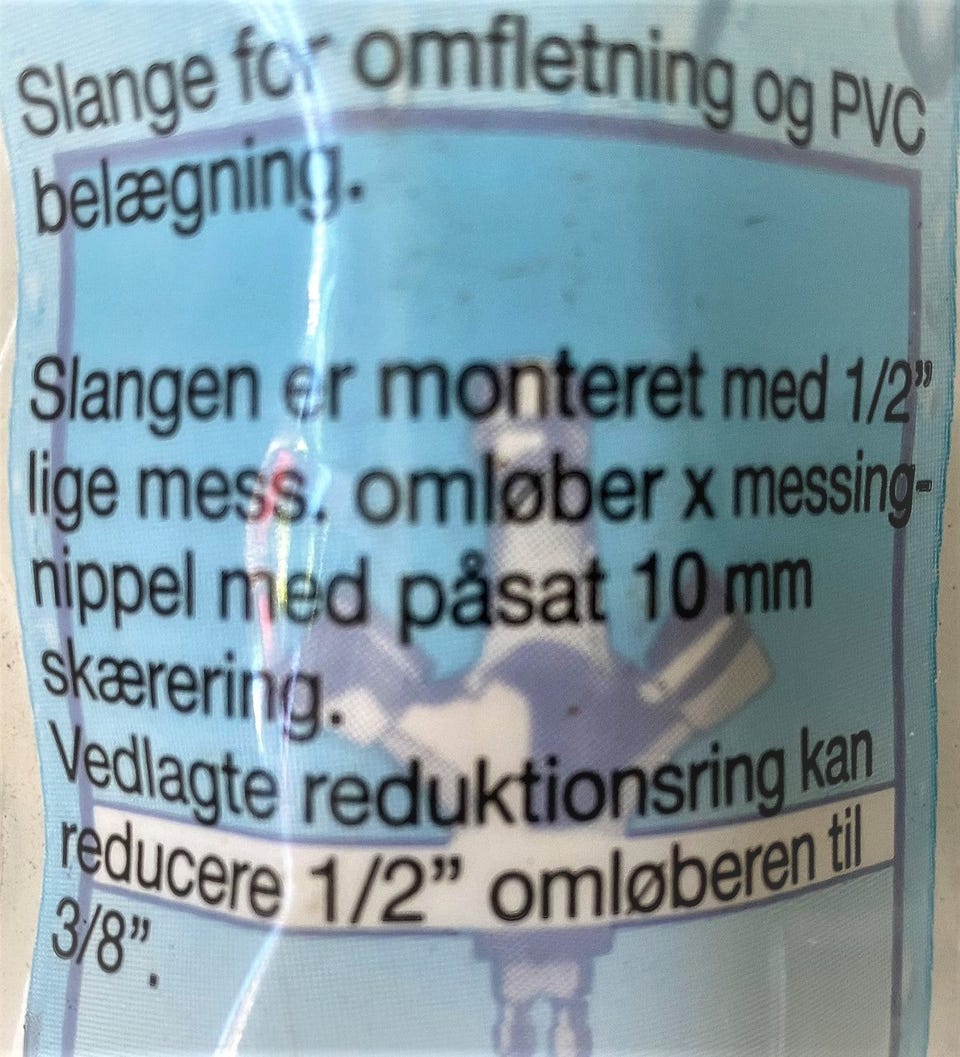 Slange for omfletning og PVC
belægning.
Slangen er monteret med 1/2”
lige mess. omløber x messing-
nippel med påsat 10 mm
skærering.
Vedlagte reduktionsring kan
reducere 1/2” omløberen til
3/8”.